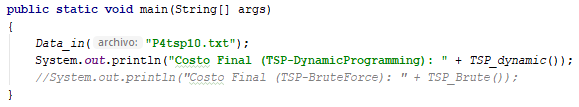 public static void main(String[] args)
{
Data_in( archivo: "P4tsp10.txt");
System.out.println("Costo Final (TSP-DynamicProgramming): " + TSP_dynamic());
//System.out.println("Costo Final (TSP-BruteForce): " + TSP_Brute());
}